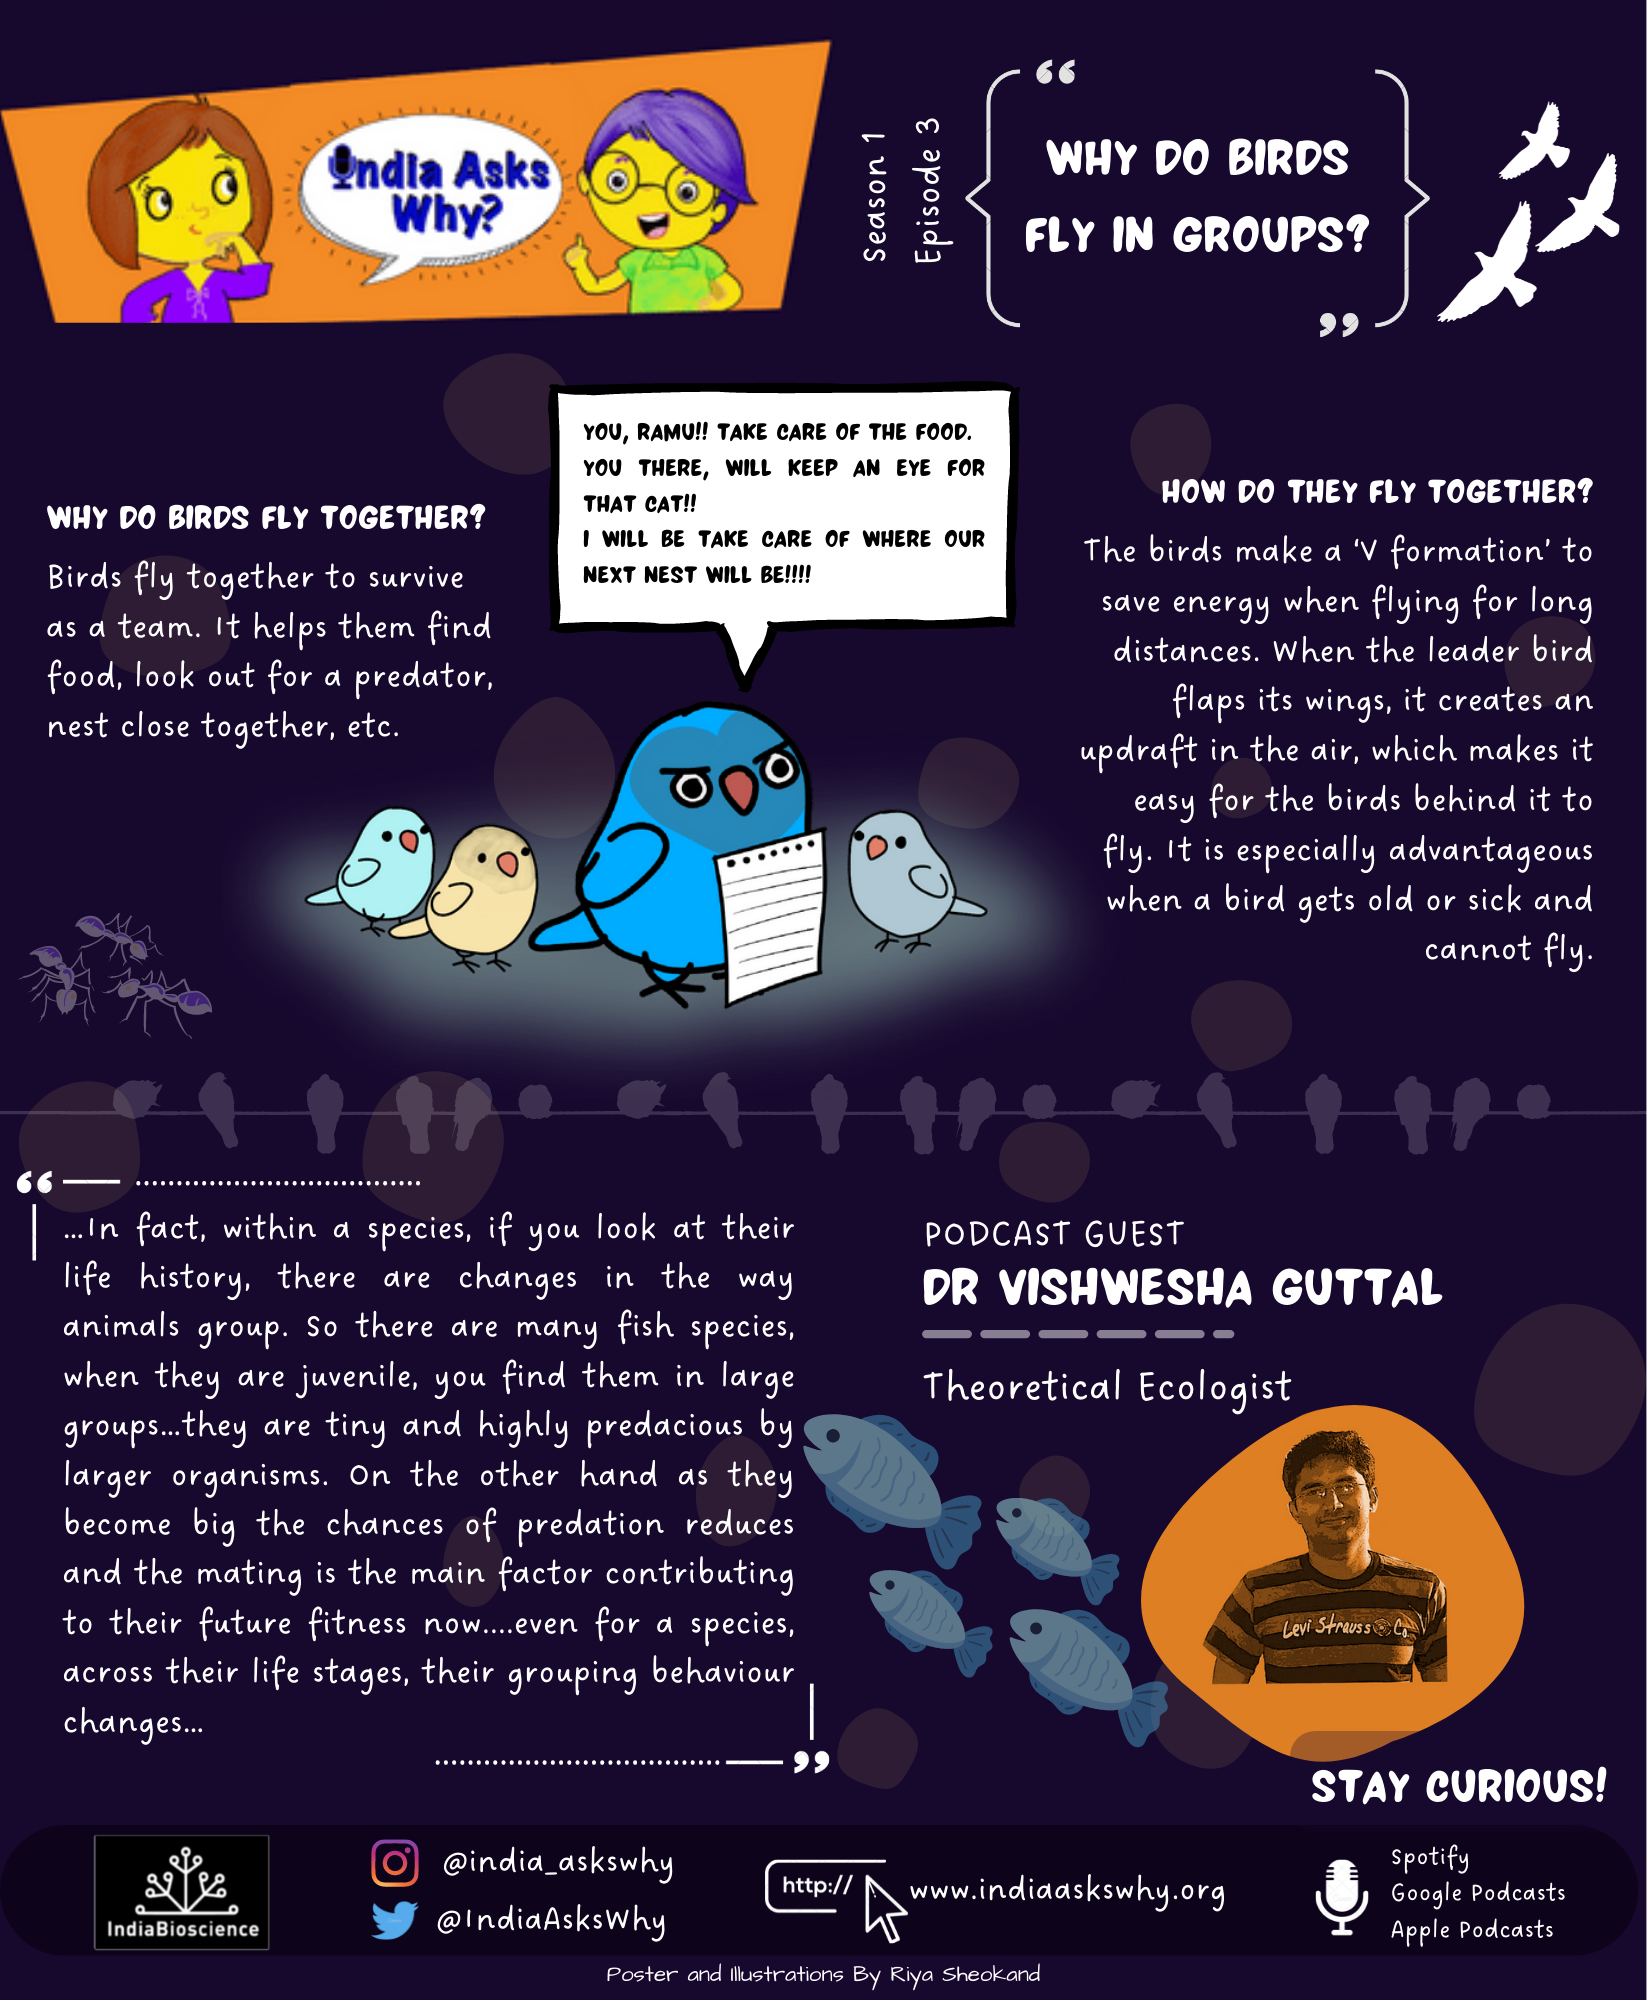 India Asks
Why?
Season 1
Episode 3
“
WHY DO BIRDS
FLY IN GROUPS?
”
YOU, RAMU!! TAKE CARE OF THE FOOD.
YOU THERE, WILL KEEP AN EYE FOR
THAT CAT!!
I WILL BE TAKE CARE OF WHERE OUR
NEXT NEST WILL BE!!!!
WHY DO BIRDS FLY TOGETHER?
Birds fly together to survive
as a team. It helps them find
food, look out for a predator,
nest close together, etc.
HOW DO THEY FLY TOGETHER?
The birds make a ‘V formation’ to
save energy when flying for long
distances. When the leader bird
flaps its wings, it creates an
updraft in the air, which makes it
easy for the birds behind it to
fly. It is especially advantageous
when a bird gets old or sick and
cannot fly.
“
...In fact, within a species, if you look at their
life history, there are changes in the way
animals group. So there are many fish species,
when they are juvenile, you find them in large
groups...they are tiny and highly predacious by
larger organisms. On the other hand as they
become big the chances of predation reduces
and the mating is the main factor contributing
to their future fitness now....even for a species,
across their life stages, their grouping behaviour
changes...
”
PODCAST GUEST
DR VISHWESHA GUTTAL
Theoretical Ecologist
Levi Strauss & Co.
STAY CURIOUS!
IndiaBioscience
@india_askswhy
@IndiaAsksWhy
http://
www.indiaaskswhy.org
Spotify
Google Podcasts
Apple Podcasts
Poster and Illustrations By Riya Sheokand